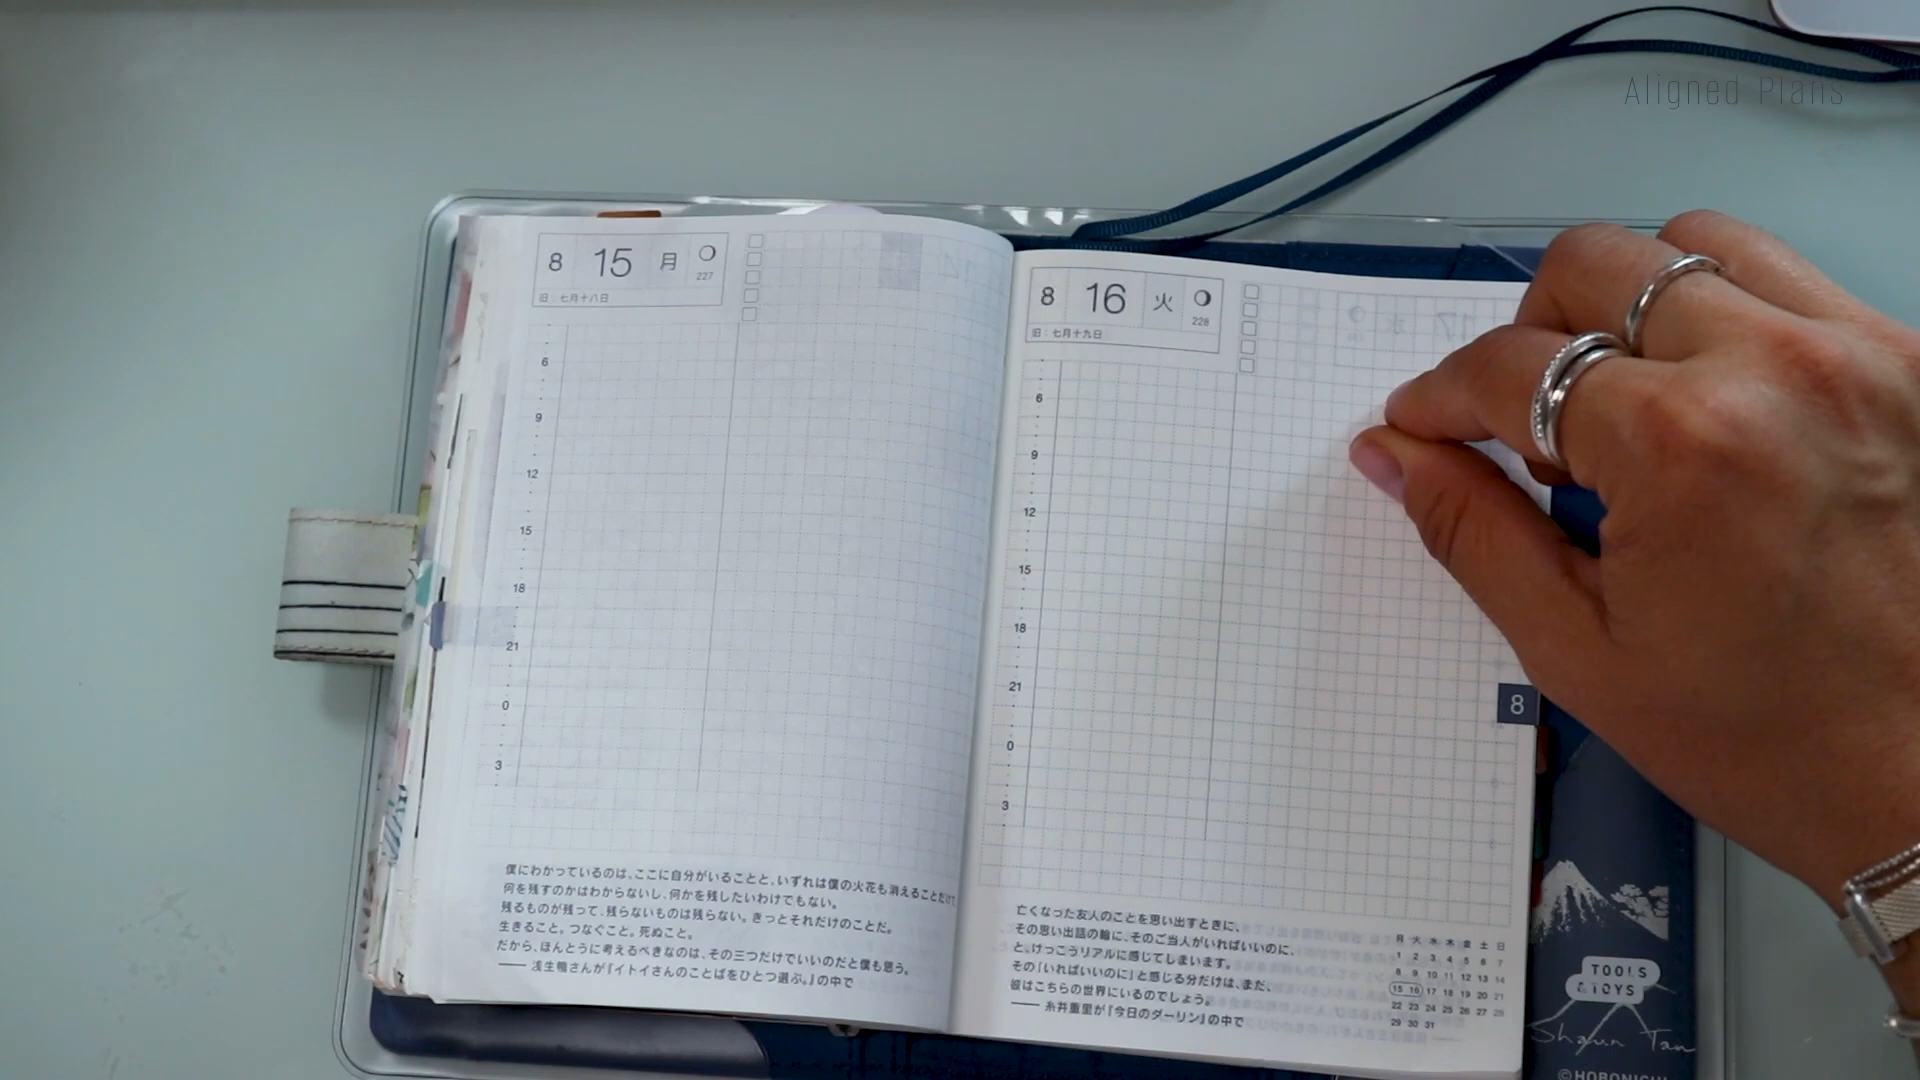 Aligned Plans
8 15 月
227
旧:七月十八日
6
9
12
15
18
21
0
3
僕にわかっているのは、ここに自分がいることと、いずれは僕の火花も消えることだけで
何を残すのかはわからないし、何かを残したいわけでもない。
残るものが残って、残らないものは残らない。きっとそれだけのことだ。
生きること。つなぐこと。死ぬこと。
だから、ほんとうに考えるべきなのは、その三つだけでいいのだと僕も思う。
―― 浅生鴨さんが『イトイさんのことばをひとつ選ぶ。』の中で
8 16 火
228
旧:七月十九日
6
9
12
15
18
21
0
3
8
亡くなった友人のことを思い出すときに、
その思い出話の輪に、そのご当人がいればいいのに、
と、けっこうリアルに感じてしまいます。
その「いればいいのに」と感じる分だけは、まだ、
彼はこちらの世界にいるのでしょう。
―― 糸井重里が『今日のダーリン』の中で
月 火 水 木 金 土 日
1 2 3 4 5 6 7
8 9 10 11 12 13 14
15 16 17 18 19 20 21
22 23 24 25 26 27 28
29 30 31
TOOLS
& TOYS
Shaun Tan
©HOBONICHI